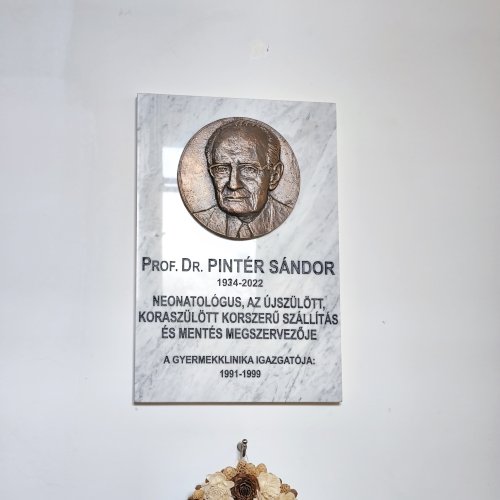 PROF. DR. PINTÉR SÁNDOR
1934-2022
NEONATOLÓGUS, AZ ÚJSZÜLÖTT,
KORASZÜLÖTT KORSZERŰ SZÁLLÍTÁS
ÉS MENTÉS MEGSZERVEZŐJE
A GYERMEKKLINIKA IGAZGATÓJA:
1991-1999